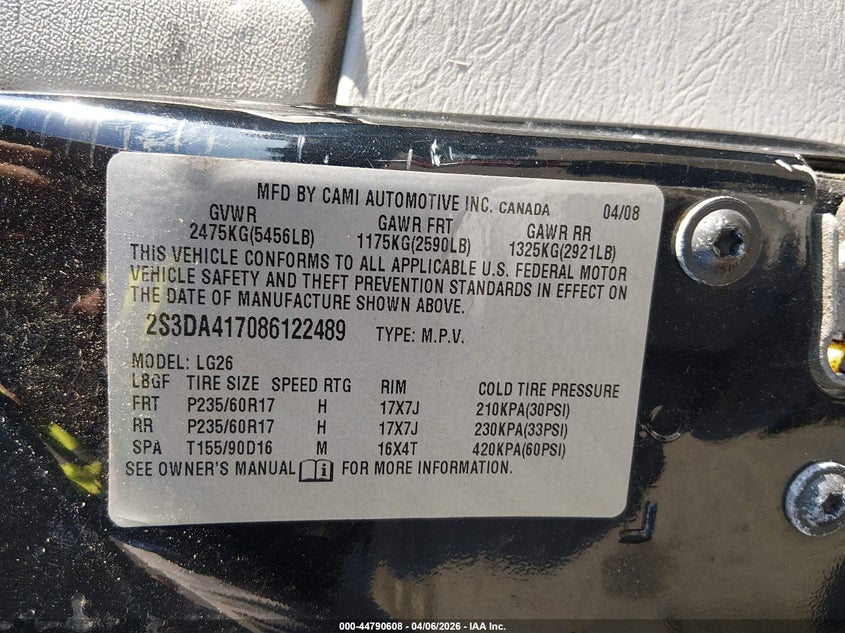 MFD BY CAMI AUTOMOTIVE INC. CANADA 04/08
GVWR GAWR FRT GAWR RR
2475KG(5456LB) 1175KG(2590LB) 1325KG(2921LB)
THIS VEHICLE CONFORMS TO ALL APPLICABLE U.S. FEDERAL MOTOR
VEHICLE SAFETY AND THEFT PREVENTION STANDARDS IN EFFECT ON
THE DATE OF MANUFACTURE SHOWN ABOVE.
2S3DA417086122489 TYPE: M.P.V.
MODEL: LG26
LBGF TIRE SIZE SPEED RTG RIM COLD TIRE PRESSURE
FRT P235/60R17 H 17X7J 210KPA(30PSI)
RR P235/60R17 H 17X7J 230KPA(33PSI)
SPA T155/90D16 M 16X4T 420KPA(60PSI)
SEE OWNER'S MANUAL FOR MORE INFORMATION.
000-44790608 - 04/06/2026 - IAA Inc.